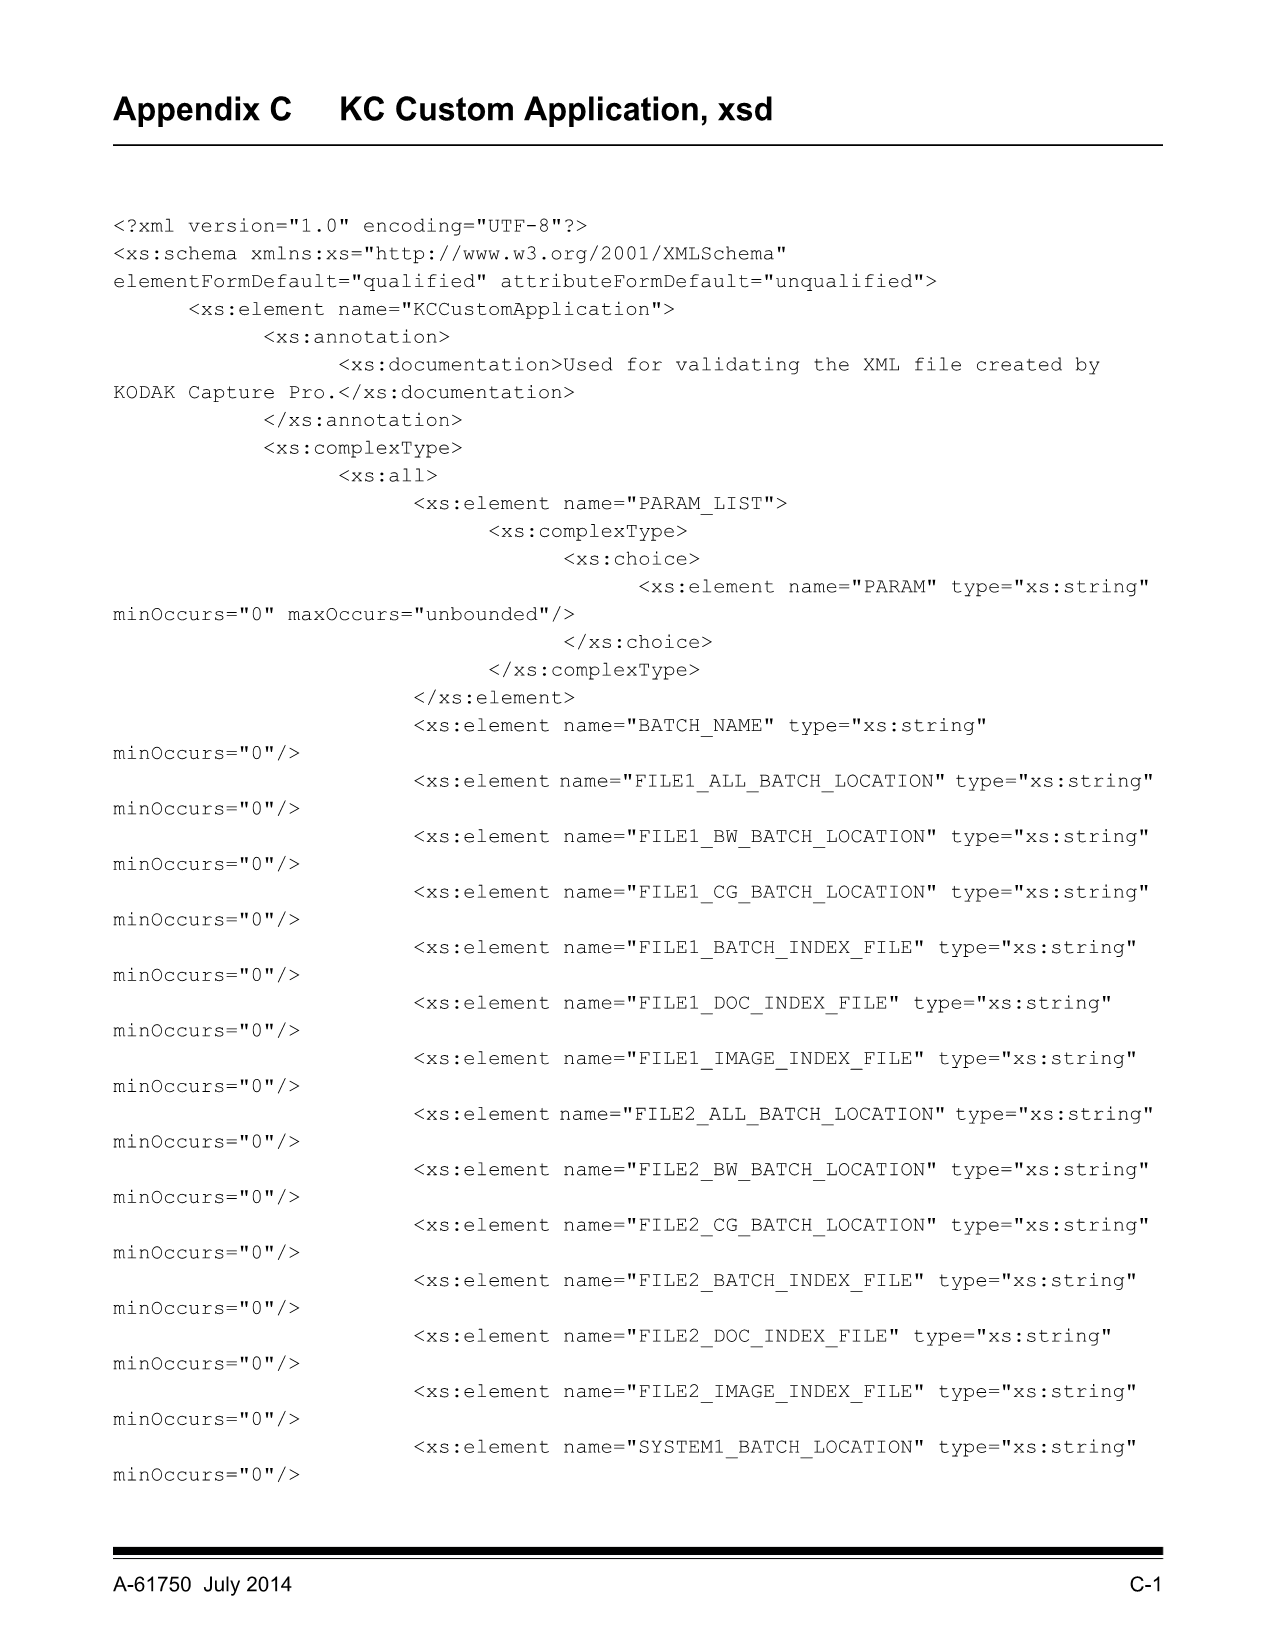 Appendix C KC Custom Application, xsd
<?xml version="1.0" encoding="UTF-8"?>
<xs:schema xmlns:xs="http://www.w3.org/2001/XMLSchema"
elementFormDefault="qualified" attributeFormDefault="unqualified">
<xs:element name="KCCustomApplication">
<xs:annotation>
<xs:documentation>Used for validating the XML file created by
KODAK Capture Pro.</xs:documentation>
</xs:annotation>
<xs:complexType>
<xs:all>
<xs:element name="PARAM_LIST">
<xs:complexType>
<xs:choice>
<xs:element name="PARAM" type="xs:string"
minOccurs="0" maxOccurs="unbounded"/>
</xs:choice>
</xs:complexType>
</xs:element>
<xs:element name="BATCH_NAME" type="xs:string"
minOccurs="0"/>
<xs:element name="FILE1_ALL_BATCH_LOCATION" type="xs:string"
minOccurs="0"/>
<xs:element name="FILE1_BW_BATCH_LOCATION" type="xs:string"
minOccurs="0"/>
<xs:element name="FILE1_CG_BATCH_LOCATION" type="xs:string"
minOccurs="0"/>
<xs:element name="FILE1_BATCH_INDEX_FILE" type="xs:string"
minOccurs="0"/>
<xs:element name="FILE1_DOC_INDEX_FILE" type="xs:string"
minOccurs="0"/>
<xs:element name="FILE1_IMAGE_INDEX_FILE" type="xs:string"
minOccurs="0"/>
<xs:element name="FILE2_ALL_BATCH_LOCATION" type="xs:string"
minOccurs="0"/>
<xs:element name="FILE2_BW_BATCH_LOCATION" type="xs:string"
minOccurs="0"/>
<xs:element name="FILE2_CG_BATCH_LOCATION" type="xs:string"
minOccurs="0"/>
<xs:element name="FILE2_BATCH_INDEX_FILE" type="xs:string"
minOccurs="0"/>
<xs:element name="FILE2_DOC_INDEX_FILE" type="xs:string"
minOccurs="0"/>
<xs:element name="FILE2_IMAGE_INDEX_FILE" type="xs:string"
minOccurs="0"/>
<xs:element name="SYSTEM1_BATCH_LOCATION" type="xs:string"
minOccurs="0"/>
A-61750 July 2014 C-1